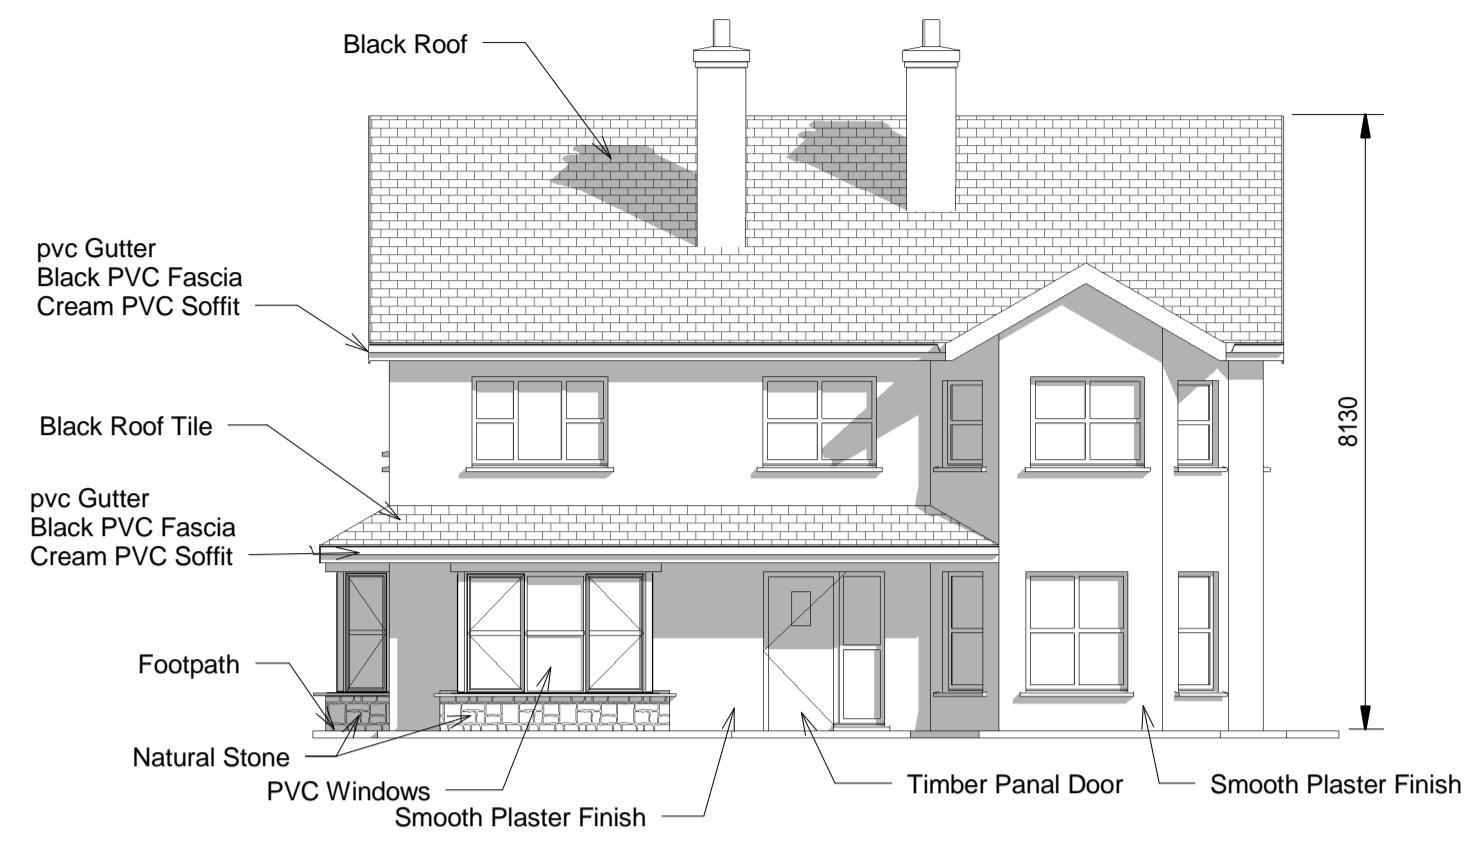 Black Roof
pvc Gutter
Black PVC Fascia
Cream PVC Soffit
8130
Black Roof Tile
pvc Gutter
Black PVC Fascia
Cream PVC Soffit
Footpath
Natural Stone
PVC Windows
Smooth Plaster Finish
Timber Panal Door
Smooth Plaster Finish